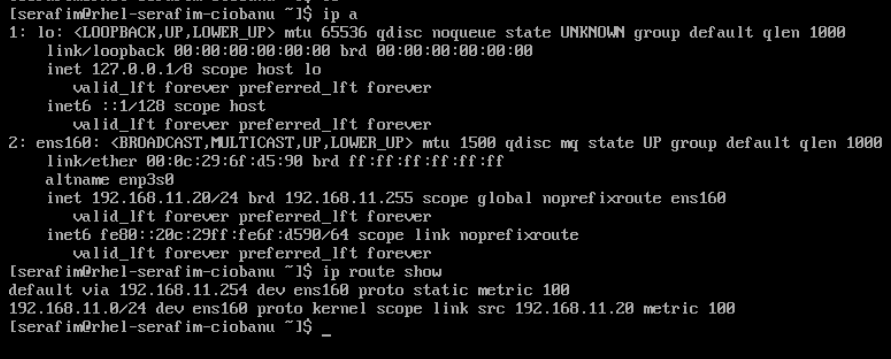 [serafim@rhel-serafim-ciobanu ~]$ ip a
1: lo: <LOOPBACK,UP,LOWER_UP> mtu 65536 qdisc noqueue state UNKNOWN group default qlen 1000
    link/loopback 00:00:00:00:00:00 brd 00:00:00:00:00:00
    inet 127.0.0.1/8 scope host lo
       valid_lft forever preferred_lft forever
    inet6 ::1/128 scope host
       valid_lft forever preferred_lft forever
2: ens160: <BROADCAST,MULTICAST,UP,LOWER_UP> mtu 1500 qdisc mq state UP group default qlen 1000
    link/ether 00:0c:29:6f:d5:90 brd ff:ff:ff:ff:ff:ff
    altname enp3s0
    inet 192.168.11.20/24 brd 192.168.11.255 scope global noprefixroute ens160
       valid_lft forever preferred_lft forever
    inet6 fe80::20c:29ff:fe6f:d590/64 scope link noprefixroute
       valid_lft forever preferred_lft forever
[serafim@rhel-serafim-ciobanu ~]$ ip route show
default via 192.168.11.254 dev ens160 proto static metric 100
192.168.11.0/24 dev ens160 proto kernel scope link src 192.168.11.20 metric 100
[serafim@rhel-serafim-ciobanu ~]$ _